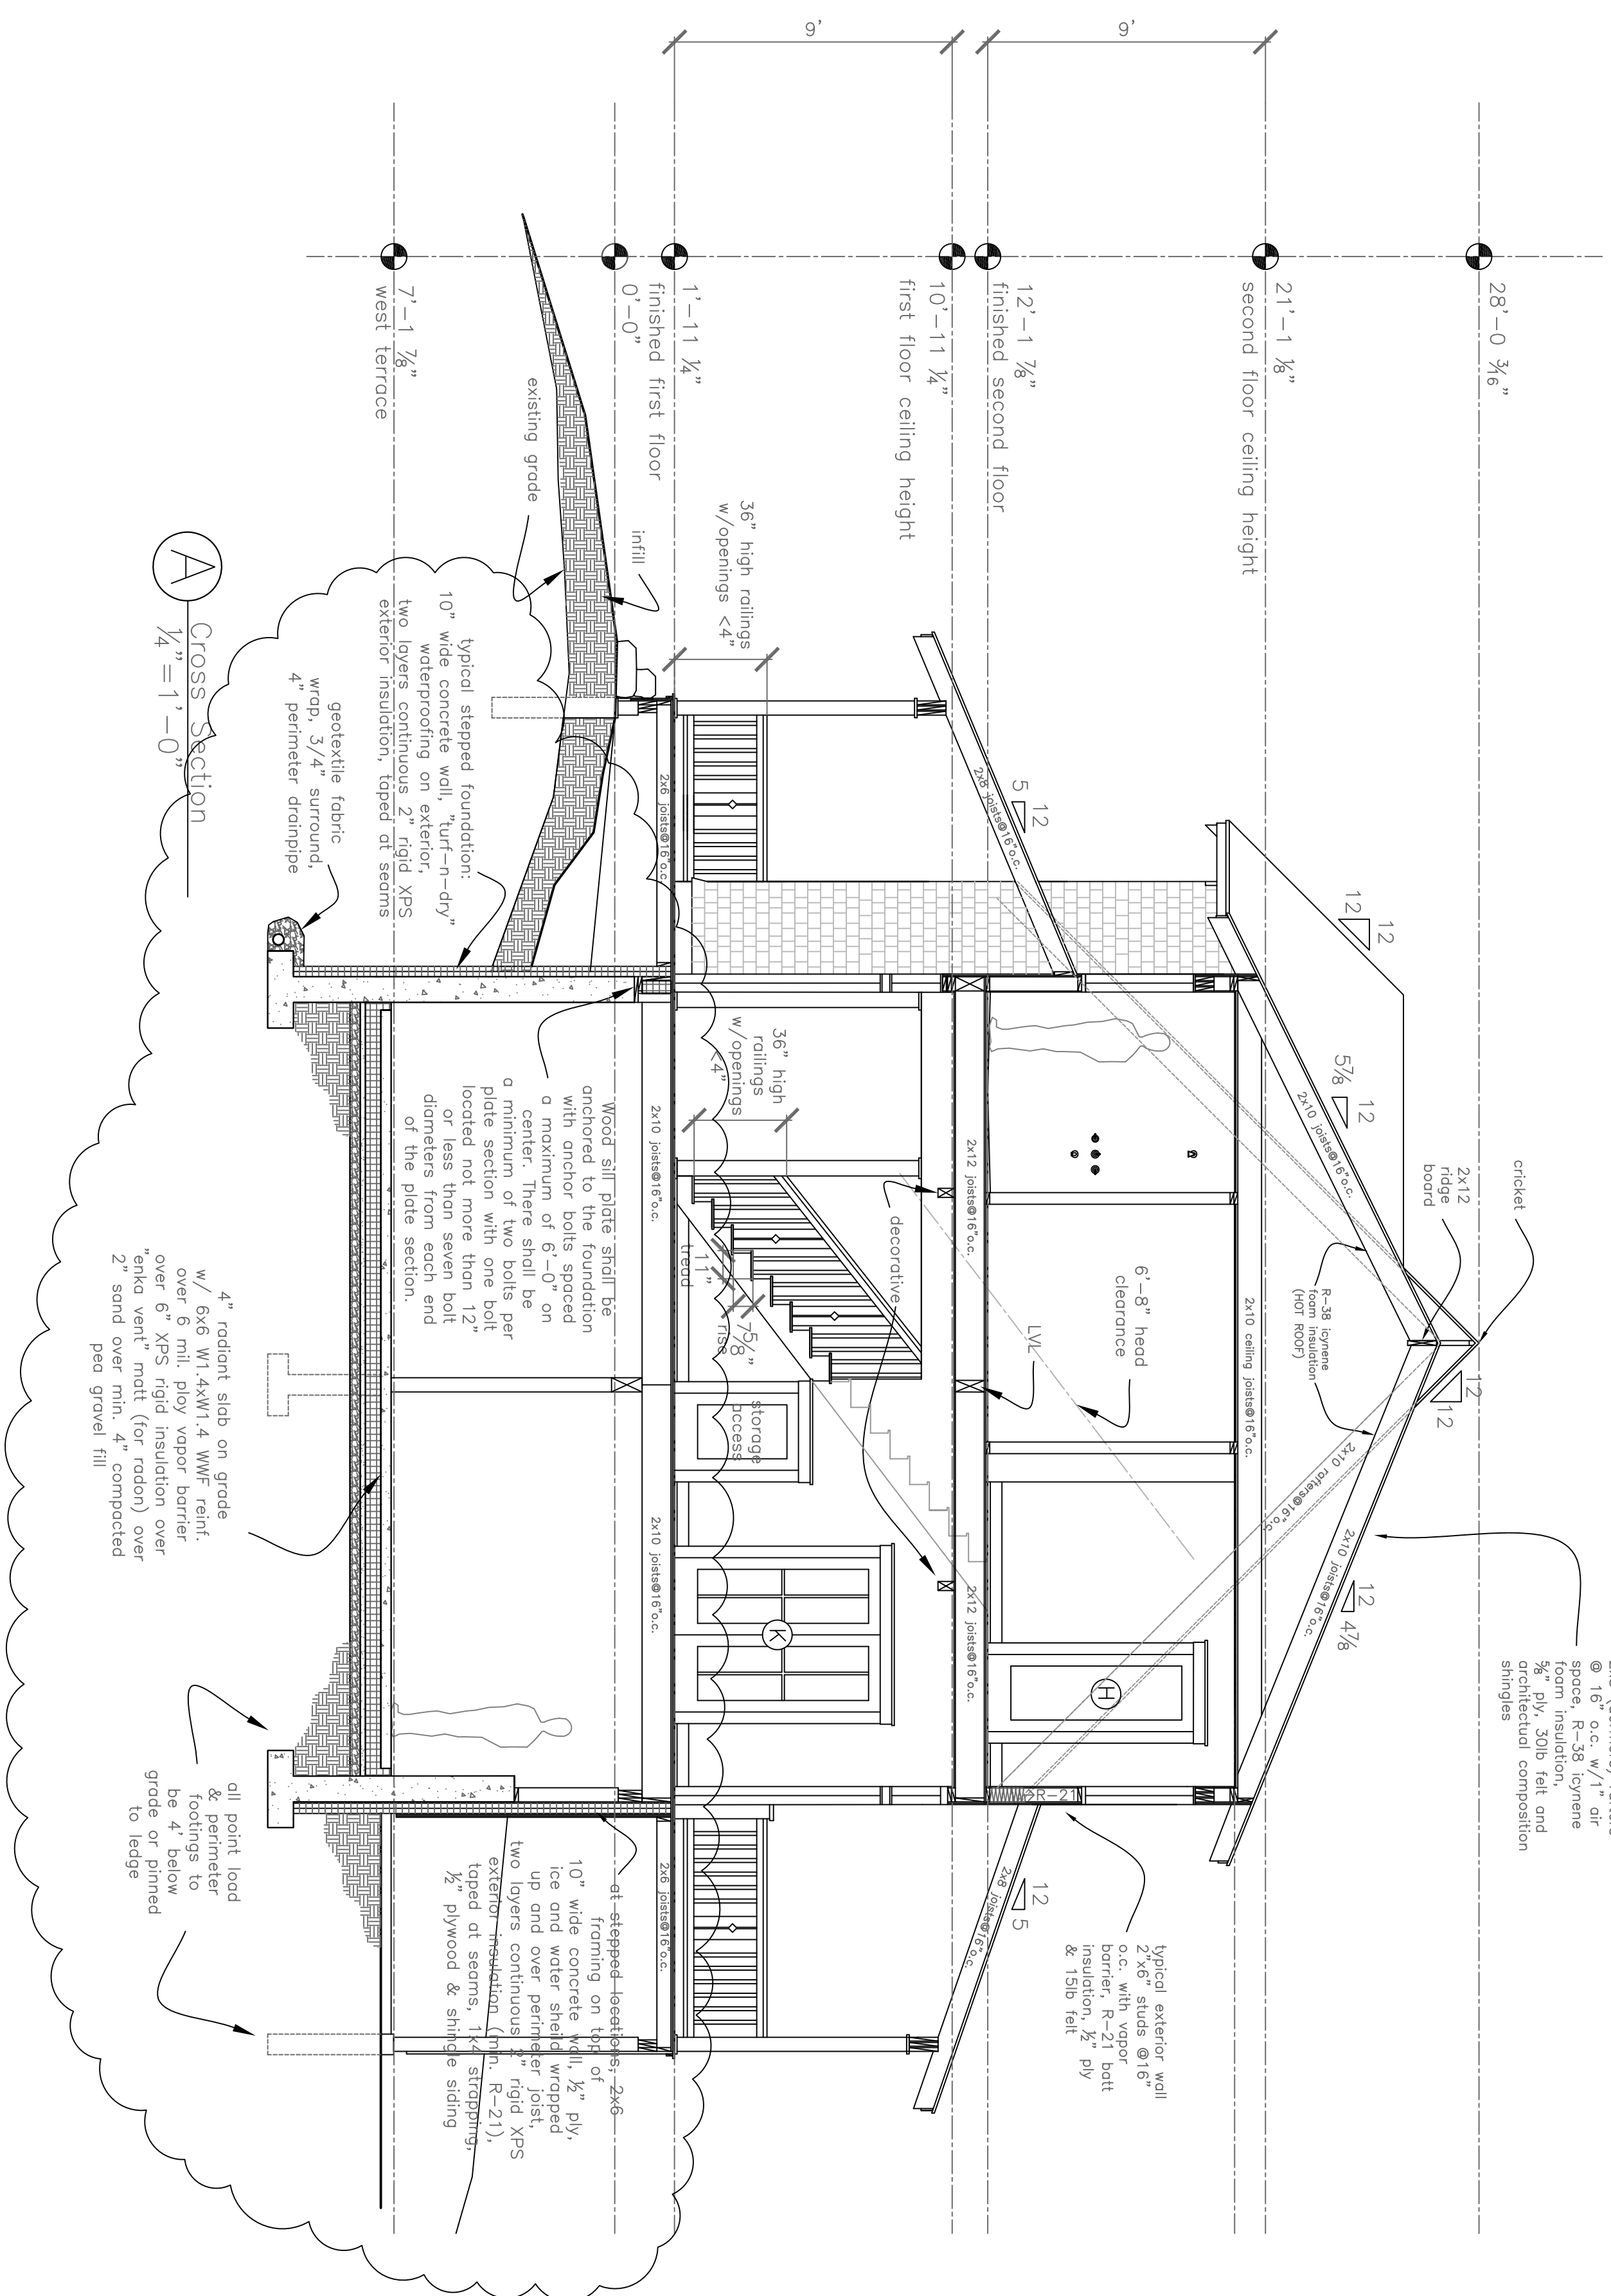 9'
9'
28'-0 3/16"
21'-1 1/8"
second floor ceiling height
12'-1 7/8"
finished second floor
10'-11 1/4"
first floor ceiling height
1'-11 1/4"
finished first floor
0'-0"
7'-1 7/8"
west terrace
cricket
2x12
ridge
board
@ 16" o.c. w/1" air
space, R-38 icynene
foam insulation,
5/8" ply, 30lb felt and
architectual composition
shingles
12
12
12
5 7/8
12
12
12
4 7/8
12
5
12
5
2x10 joists@16"o.c.
R-38 icynene
foam insulation
(HOT ROOF)
2x10 rafters@16"o.c.
2x10 joists@16"o.c.
2x10 ceiling joists@16"o.c.
2x8 joists@16"o.c.
2x8 joists@16"o.c.
6'-8" head
clearance
LVL
H
R-21
typical exterior wall
2"x6" studs @16"
o.c. with vapor
barrier, R-21 batt
insulation, 1/2" ply
& 15lb felt
2x12 joists@16"o.c.
2x12 joists@16"o.c.
decorative
36" high railings
w/openings <4"
36" high
railings
w/openings
<4"
11"
tread
7 5/8"
rise
storage
access
K
existing grade
infill
2x6 joists@16"o.c.
2x10 joists@16"o.c.
2x10 joists@16"o.c.
2x6 joists@16"o.c.
typical stepped foundation:
10" wide concrete wall, "turf-n-dry"
waterproofing on exterior,
two layers continuous 2" rigid XPS
exterior insulation, taped at seams
geotextile fabric
wrap, 3/4" surround,
4" perimeter drainpipe
Wood sill plate shall be
anchored to the foundation
with anchor bolts spaced
a maximum of 6'-0" on
center. There shall be
a minimum of two bolts per
plate section with one bolt
located not more than 12"
or less than seven bolt
diameters from each end
of the plate section.
4" radiant slab on grade
w/ 6x6 W1.4xW1.4 WWF reinf.
over 6 mil. ploy vapor barrier
over 6" XPS rigid insulation over
"enka vent" matt (for radon) over
2" sand over min. 4" compacted
pea gravel fill
all point load
& perimeter
footings to
be 4' below
grade or pinned
to ledge
at stepped locations, 2x6
framing on top of
10" wide concrete wall, 1/2" ply,
ice and water sheild wrapped
up and over perimeter joist,
two layers continuous 2" rigid XPS
exterior insulation (min. R-21),
taped at seams, 1x4 strapping,
1/2" plywood & shingle siding
A
Cross Section
1/4"=1'-0"